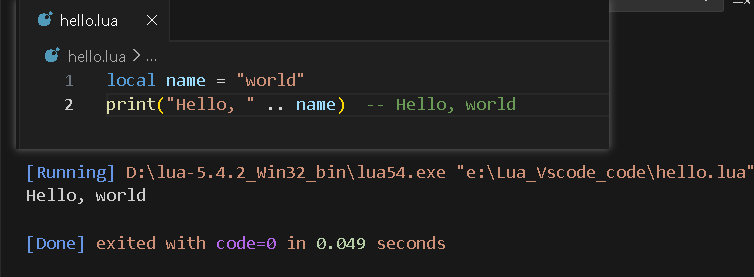 hello.lua
hello.lua > ...
1 local name = "world"
2 print("Hello, " .. name)  -- Hello, world
[Running] D:\lua-5.4.2_Win32_bin\lua54.exe "e:\Lua_Vscode_code\hello.lua"
Hello, world
[Done] exited with code=0 in 0.049 seconds